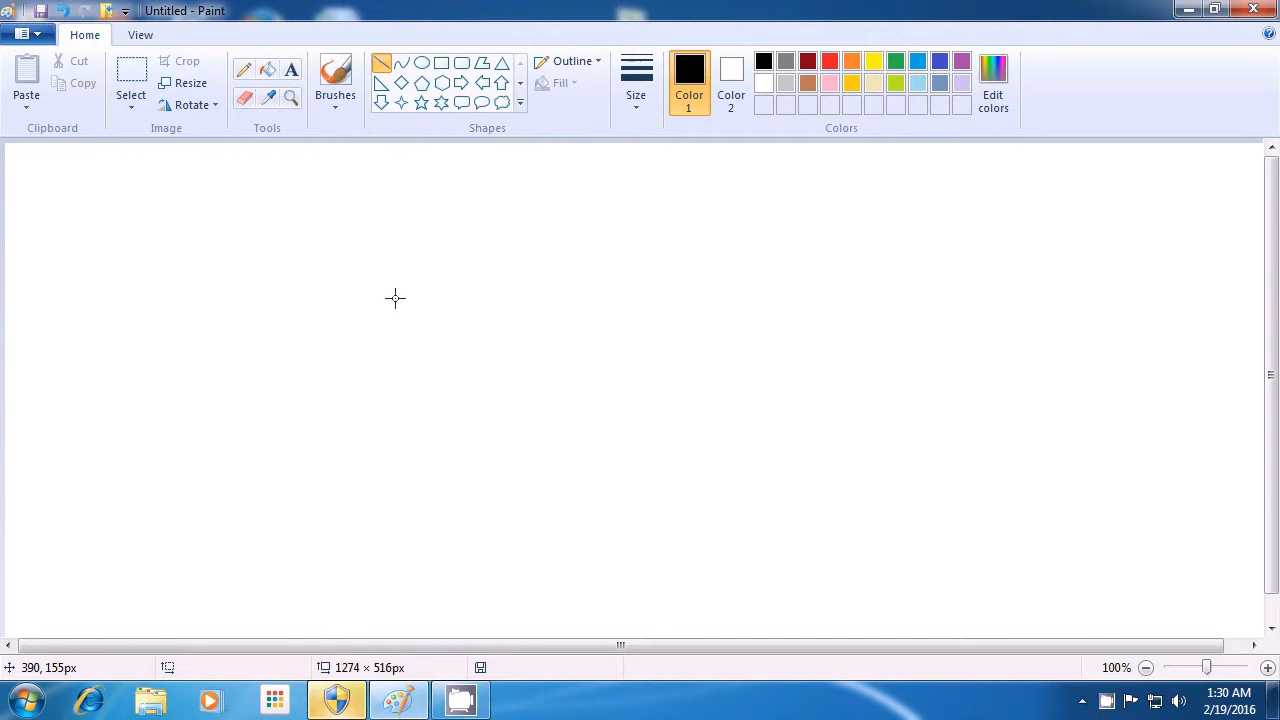 Untitled - Paint
Home View
Paste
Cut
Copy
Clipboard
Select
Crop
Resize
Rotate
Image
A
Tools
Brushes
Outline
Fill
Shapes
Size
Color 1
Color 2
Edit colors
Colors
390, 155px
1274 × 516px
100%
1:30 AM
2/19/2016